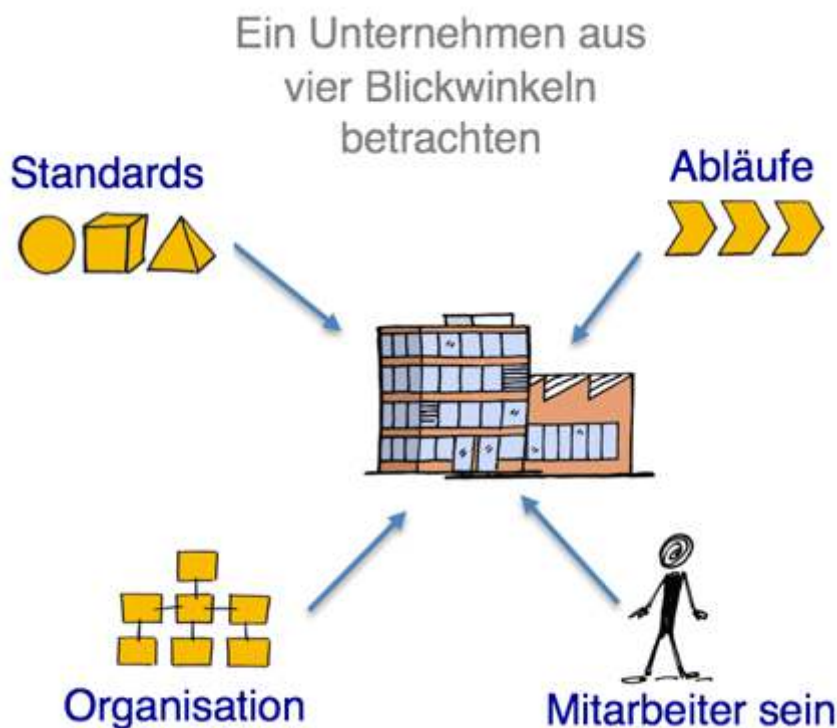 Ein Unternehmen aus
vier Blickwinkeln
betrachten
Standards
Abläufe
Organisation
Mitarbeiter sein